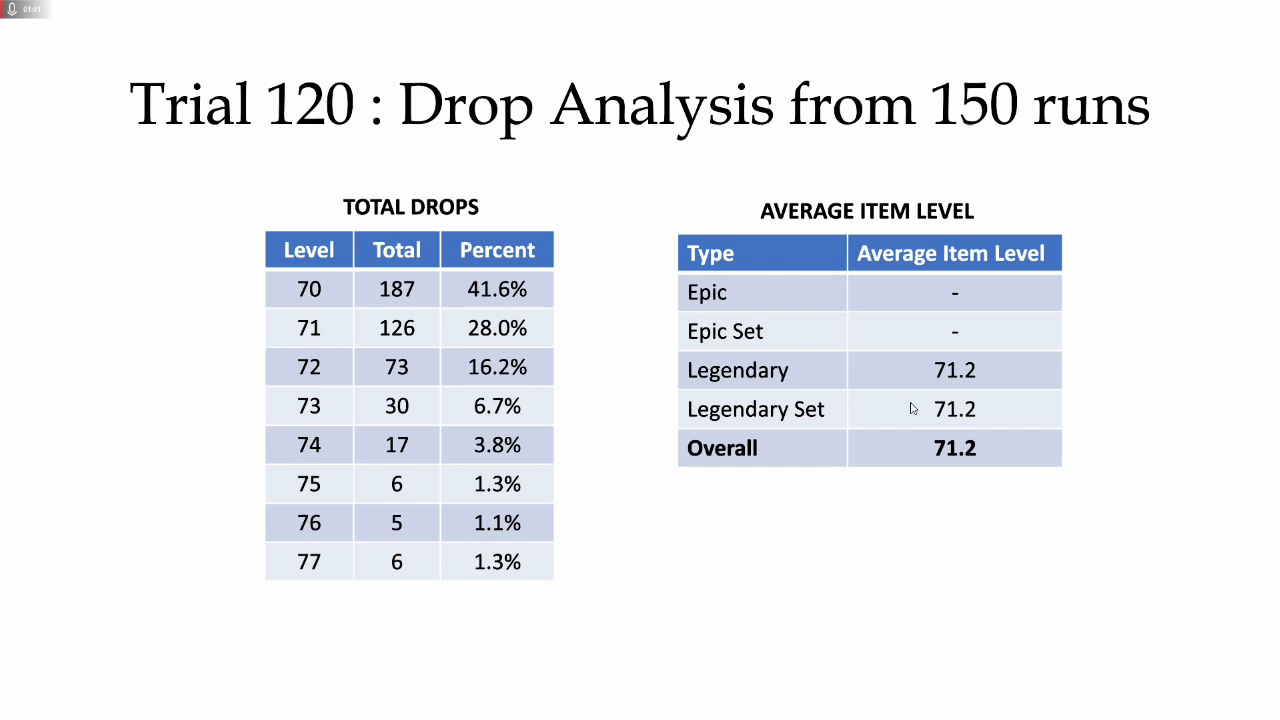 01:01
Trial 120 : Drop Analysis from 150 runs
TOTAL DROPS
Level Total Percent
70 187 41.6%
71 126 28.0%
72 73 16.2%
73 30 6.7%
74 17 3.8%
75 6 1.3%
76 5 1.1%
77 6 1.3%
AVERAGE ITEM LEVEL
Type Average Item Level
Epic -
Epic Set -
Legendary 71.2
Legendary Set 71.2
Overall 71.2